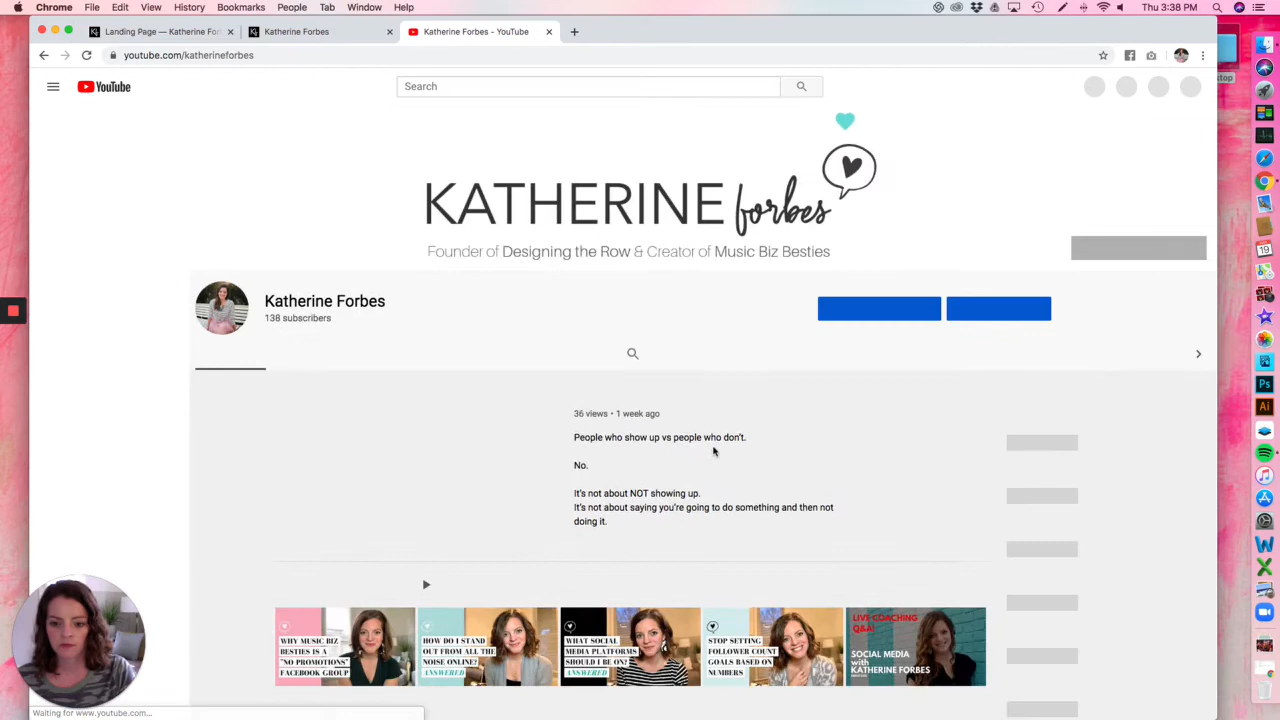 Chrome File Edit View History Bookmarks People Tab Window Help Thu 3:38 PM
Landing Page — Katherine For
Katherine Forbes
Katherine Forbes - YouTube
youtube.com/katherineforbes
YouTube
Search
KATHERINE forbes
Founder of Designing the Row & Creator of Music Biz Besties
Katherine Forbes
138 subscribers
36 views • 1 week ago
People who show up vs people who don't.
No.
It's not about NOT showing up.
It's not about saying you're going to do something and then not
doing it.
WHY MUSIC BIZ
BESTIES IS A
"NO PROMOTIONS"
FACEBOOK GROUP
HOW DO I STAND
OUT FROM ALL THE
NOISE ONLINE?
ANSWERED
WHAT SOCIAL
MEDIA PLATFORMS
SHOULD I BE ON?
ANSWERED
STOP SETTING
FOLLOWER COUNT
GOALS BASED ON
NUMBERS
LIVE COACHING
Q&A!
SOCIAL MEDIA
with
KATHERINE FORBES
19
Ps
Ai
Waiting for www.youtube.com...